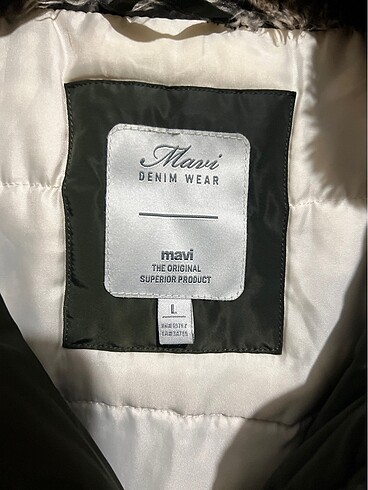 Mavi
DENIM WEAR
mavi
THE ORIGINAL
SUPERIOR PRODUCT
L